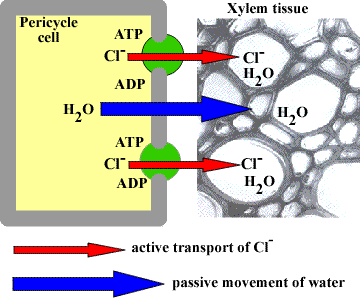 Pericycle
cell
Xylem tissue
ATP
Cl⁻
ADP
Cl⁻
H₂O
H₂O
H₂O
ATP
Cl⁻
ADP
Cl⁻
H₂O
active transport of Cl⁻
passive movement of water